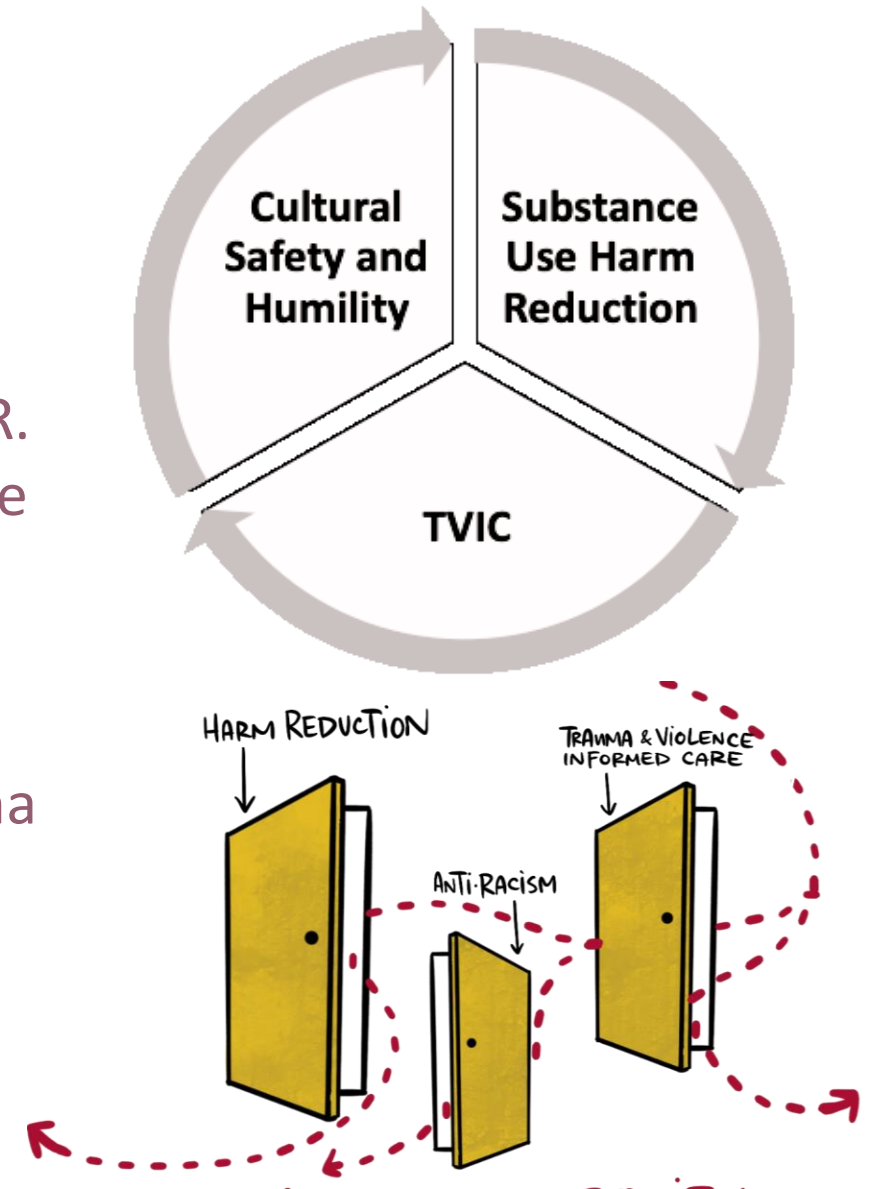 Cultural
Safety and
Humility
Substance
Use Harm
Reduction
R.
TVIC
HARM REDUCTION
TRAUMA & VIOLENCE
INFORMED CARE
ANTI-RACISM